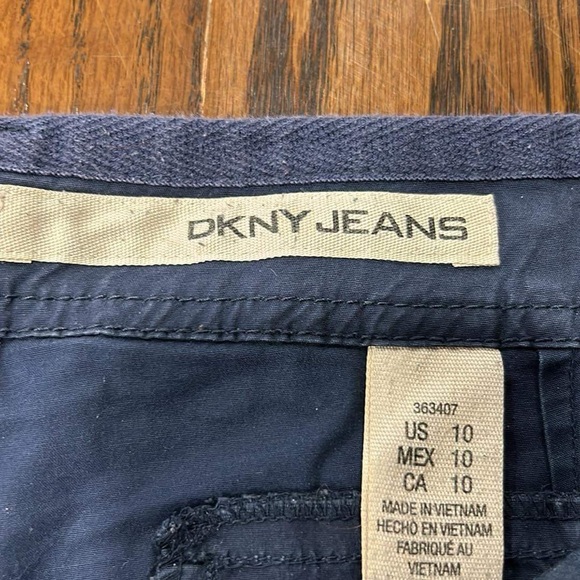 DKNY JEANS
363407
US 10
MEX 10
CA 10
MADE IN VIETNAM
HECHO EN VIETNAM
FABRIQUÉ AU
VIETNAM